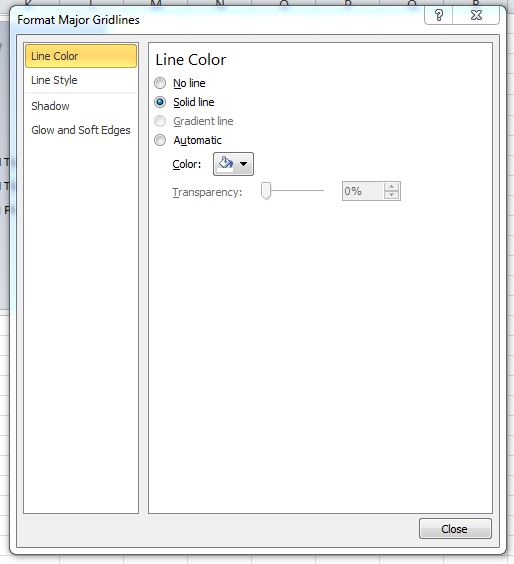 Format Major Gridlines
Line Color
Line Style
Shadow
Glow and Soft Edges
Line Color
No line
Solid line
Gradient line
Automatic
Color:
Transparency: 0%
Close